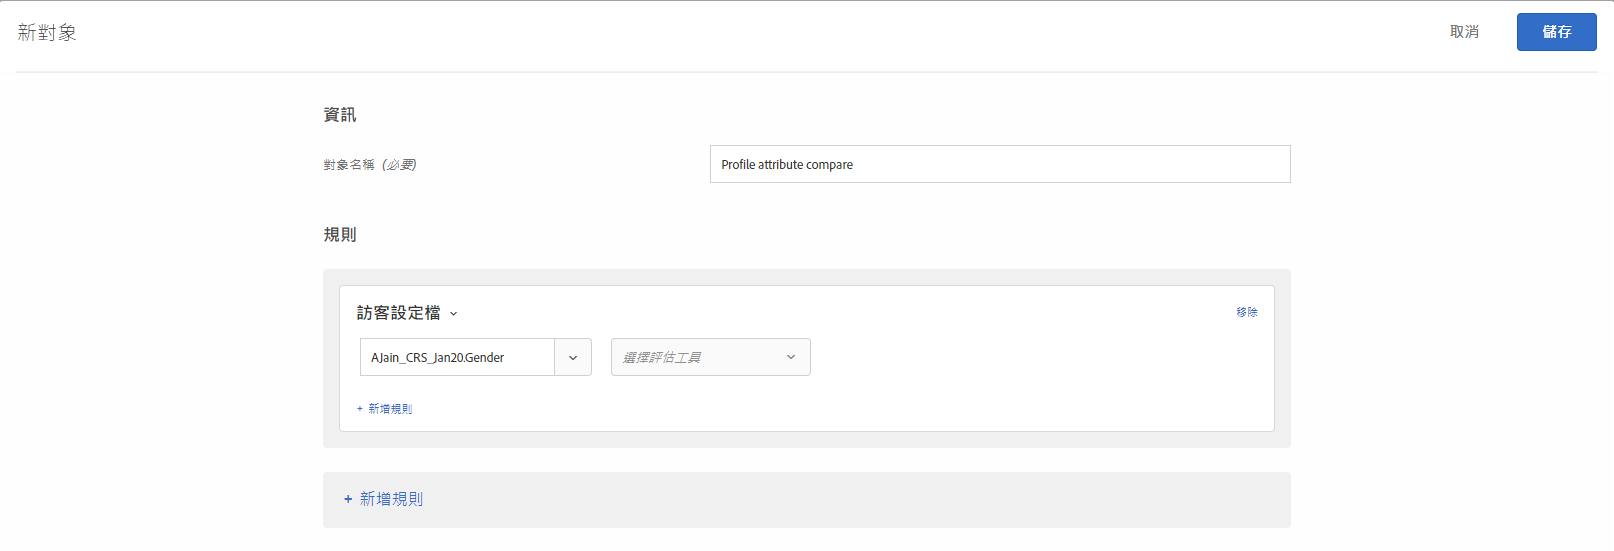 新對象
取消
儲存
資訊
對象名稱 (必要)
Profile attribute compare
規則
訪客設定檔
移除
AJain_CRS_Jan20.Gender
選擇評估工具
+ 新增規則
+ 新增規則